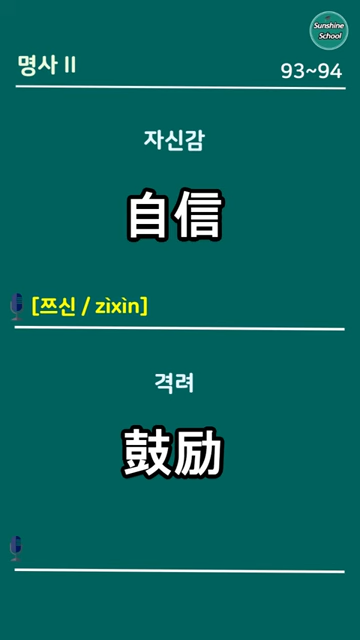 Sunshine
School
명사 II
93~94
자신감
自信
[쯔신 / zìxìn]
격려
鼓励